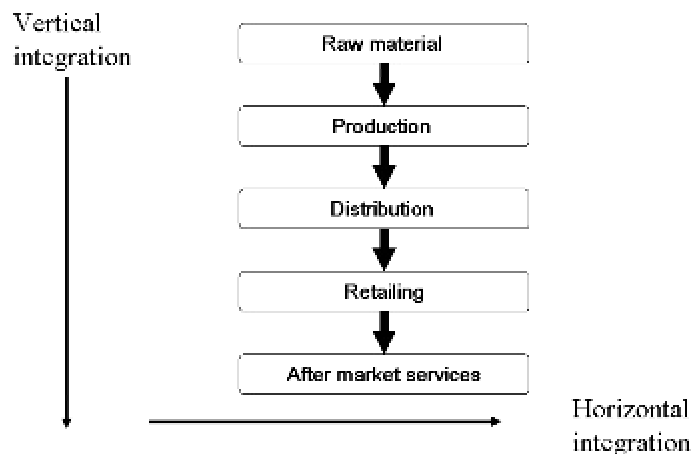 Vertical
integration
Raw material
Production
Distribution
Retailing
After market services
Horizontal
integration